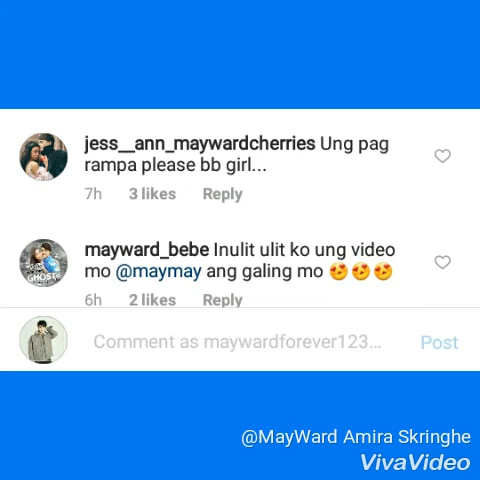 jess__ann_maywardcherries Ung pag
rampa please bb girl...
7h 3 likes Reply
mayward_bebe Inulit ulit ko ung video
mo @maymay ang galing mo 😍😍😍
6h 2 likes Reply
Comment as maywardforever123... Post
@MayWard Amira Skringhe
VivaVideo